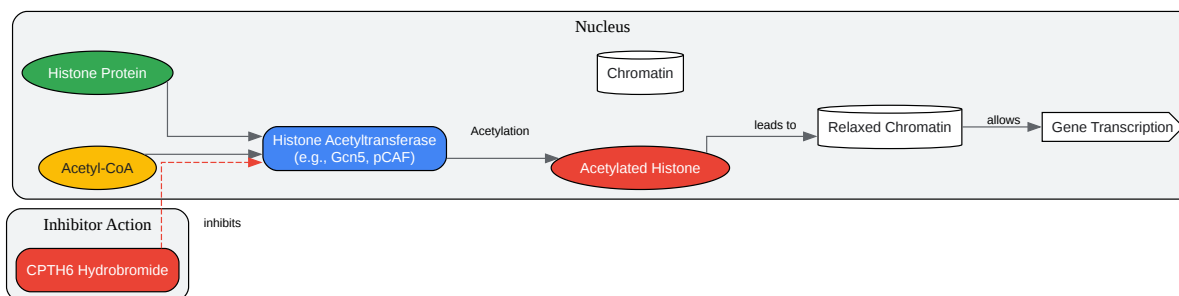 Nucleus
Histone Protein
Chromatin
Histone Acetyltransferase
(e.g., Gcn5, pCAF)
Acetylation
leads to
Relaxed Chromatin
allows
Gene Transcription
Acetyl-CoA
Acetylated Histone
Inhibitor Action
inhibits
CPTH6 Hydrobromide